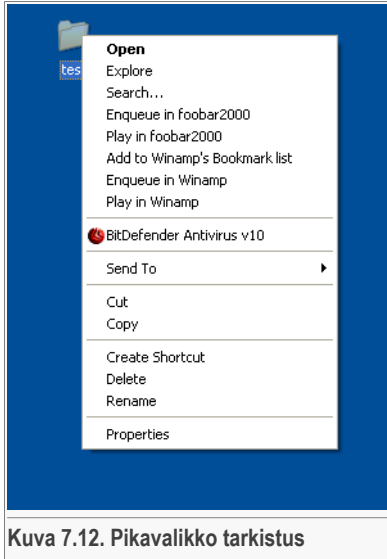 tes
Open
Explore
Search...
Enqueue in foobar2000
Play in foobar2000
Add to Winamp's Bookmark list
Enqueue in Winamp
Play in Winamp
BitDefender Antivirus v10
Send To
Cut
Copy
Create Shortcut
Delete
Rename
Properties
Kuva 7.12. Pikavalikko tarkistus